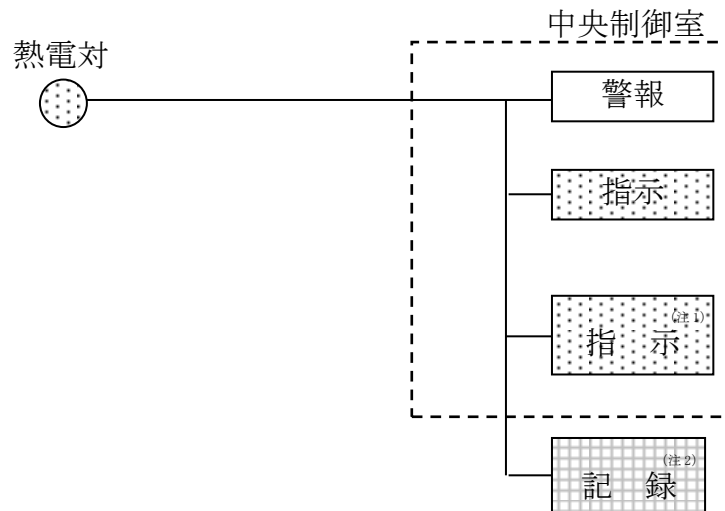 中央制御室
熱電対
警報
指示
指 示(注1)
記 録(注2)